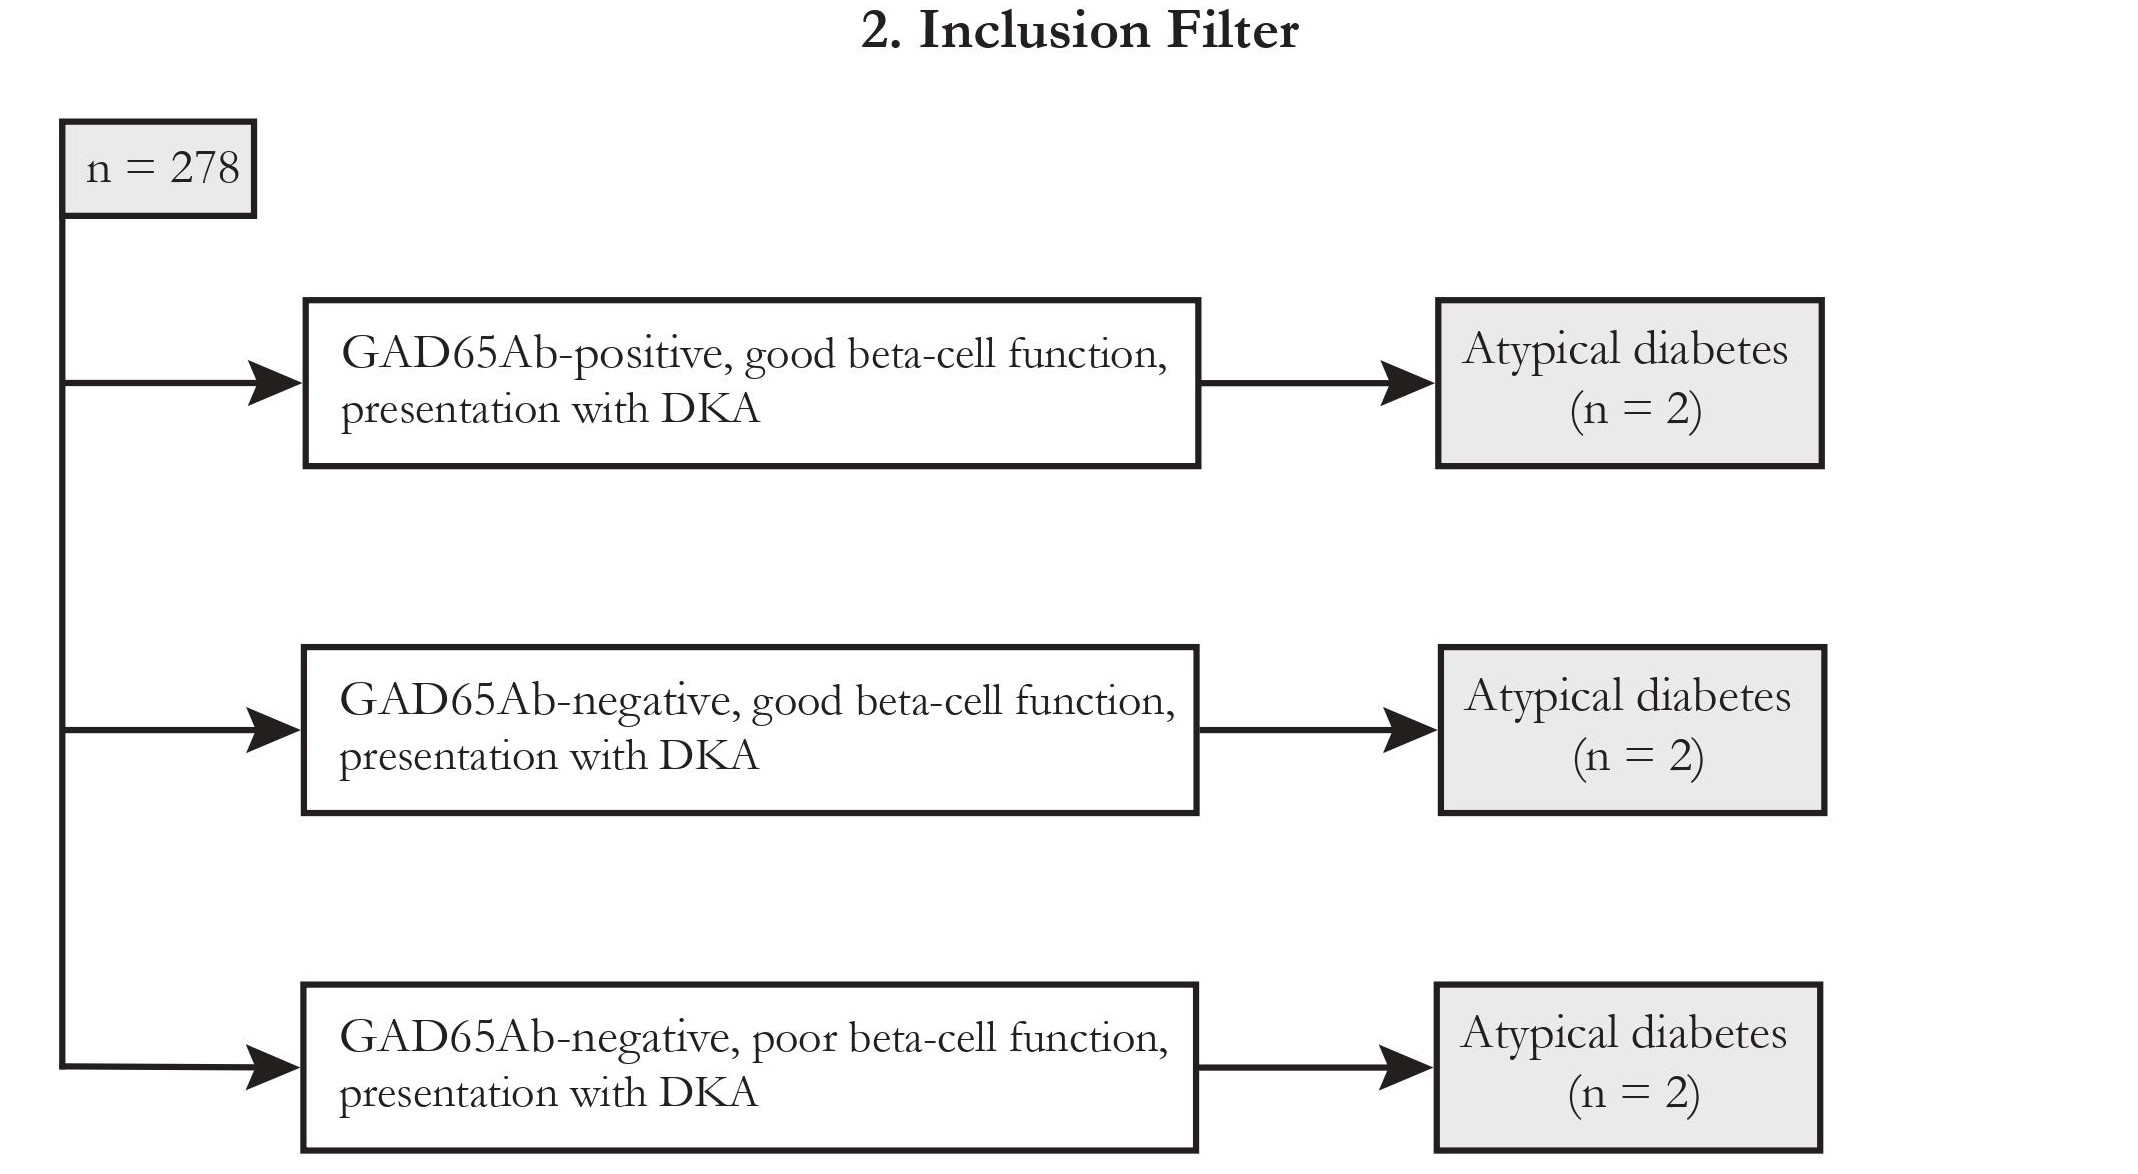 2. Inclusion Filter
n = 278
GAD65Ab-positive, good beta-cell function,
presentation with DKA
Atypical diabetes
(n = 2)
GAD65Ab-negative, good beta-cell function,
presentation with DKA
Atypical diabetes
(n = 2)
GAD65Ab-negative, poor beta-cell function,
presentation with DKA
Atypical diabetes
(n = 2)